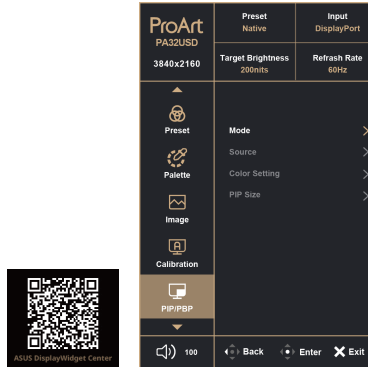 ProArt
PA32USD
3840x2160
Preset
Native
Input
DisplayPort
Target Brightness
200nits
Refrash Rate
60Hz
Preset
Palette
Image
Calibration
PIP/PBP
Mode
Source
Color Setting
PIP Size
100
Back
Enter
Exit
ASUS DisplayWidget Center